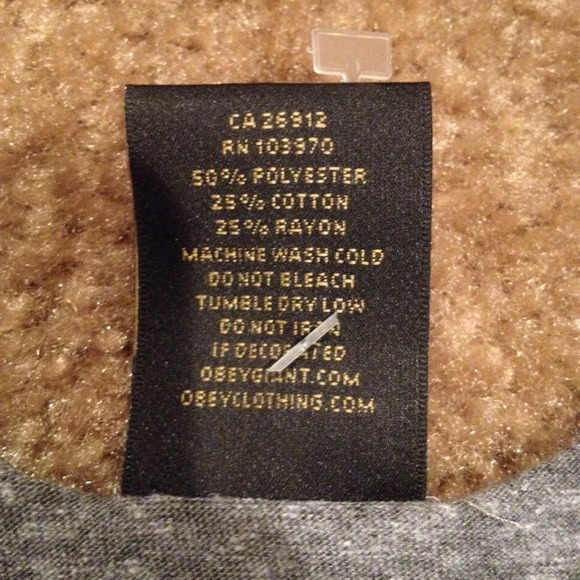 CA 26912
RN 103970
50% POLYESTER
25% COTTON
25% RAYON
MACHINE WASH COLD
DO NOT BLEACH
TUMBLE DRY LOW
DO NOT IRON
IF DECORATED
OBEYGIANT.COM
OBEYCLOTHING.COM